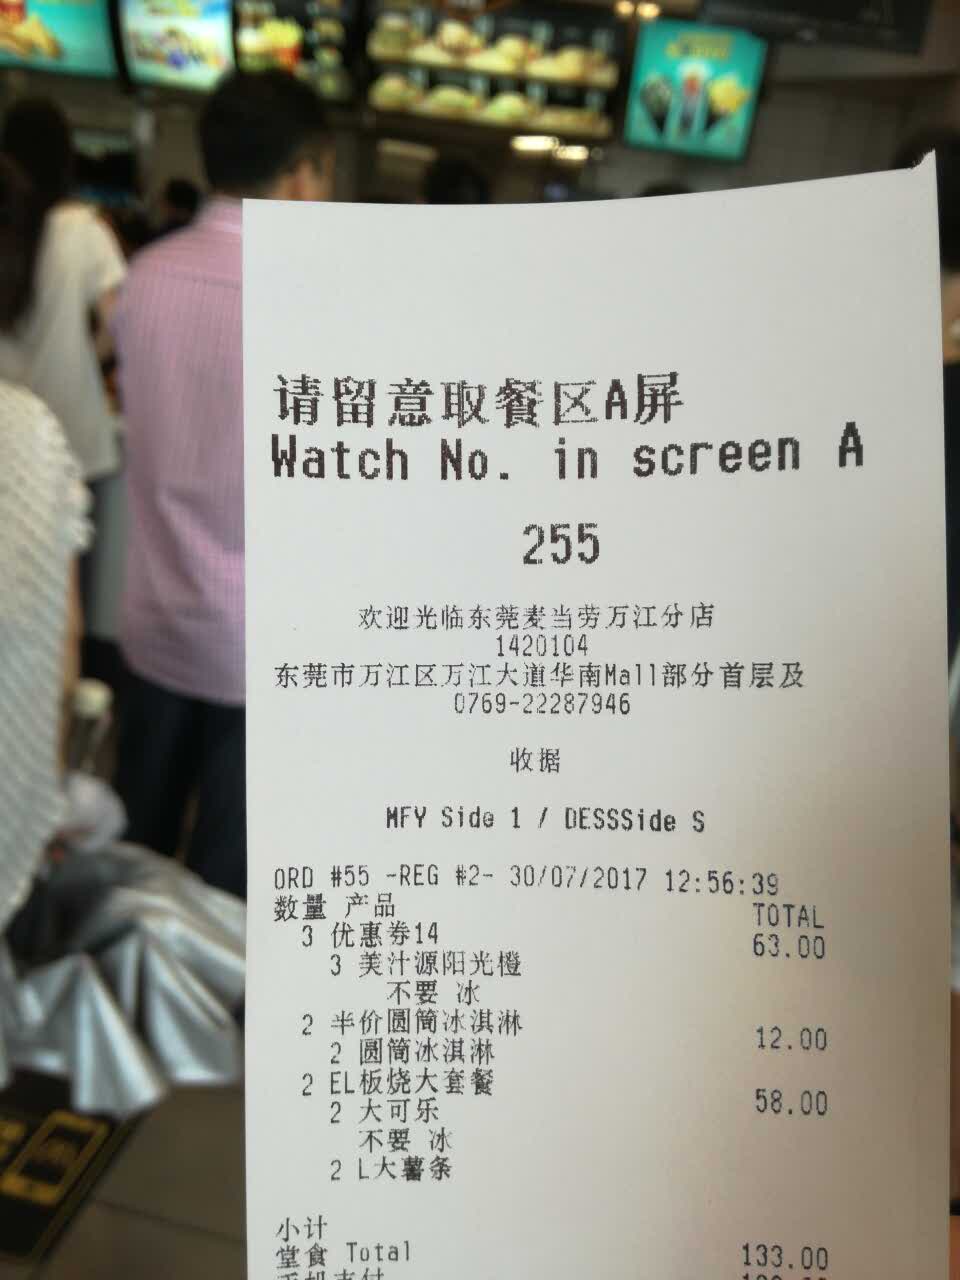 请留意取餐区A屏
Watch No. in screen A
255
欢迎光临东莞麦当劳万江分店
1420104
东莞市万江区万江大道华南Mall部分首层及
0769-22287946
收据
MFY Side 1 / DESSSide S
ORD #55 -REG #2- 30/07/2017 12:56:39
数量 产品 TOTAL
3 优惠券14 63.00
3 美汁源阳光橙
不要 冰
2 半价圆筒冰淇淋 12.00
2 圆筒冰淇淋
2 EL板烧大套餐 58.00
2 大可乐
不要 冰
2 L大薯条
小计
堂食 Total 133.00